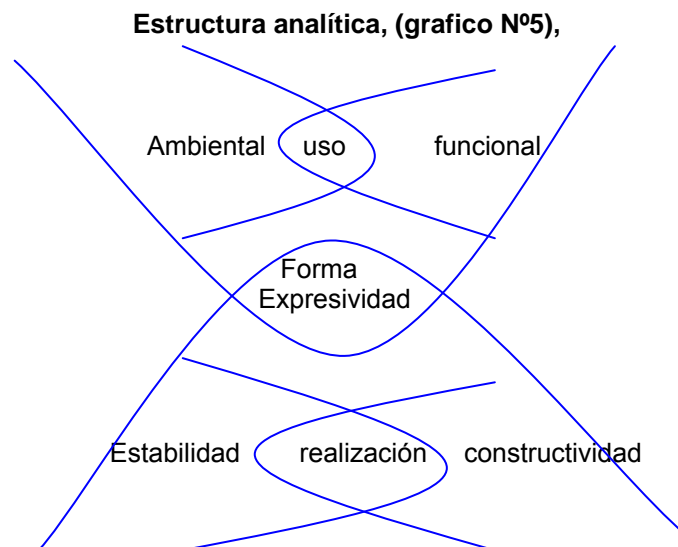 Estructura analítica, (grafico Nº5),
Ambiental uso funcional
Forma
Expresividad
Estabilidad realización constructividad